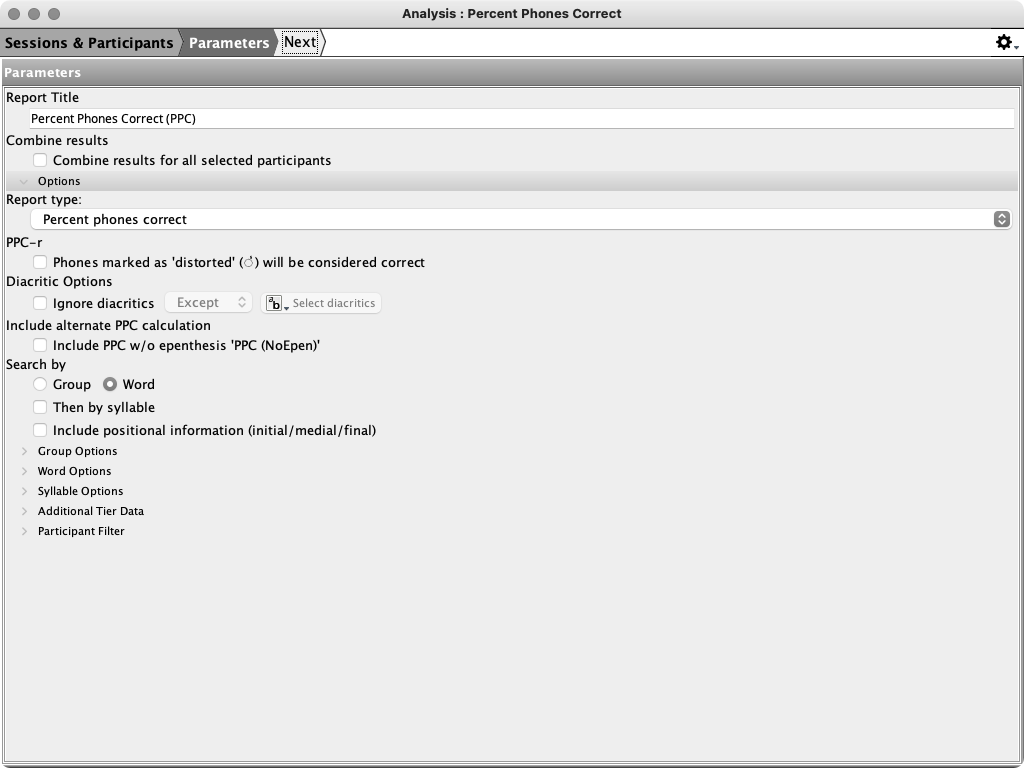 Analysis : Percent Phones Correct
Sessions & Participants Parameters Next
Parameters
Report Title
Percent Phones Correct (PPC)
Combine results
Combine results for all selected participants
Options
Report type:
Percent phones correct
PPC-r
Phones marked as 'distorted' (◌̾) will be considered correct
Diacritic Options
Ignore diacritics Except Select diacritics
Include alternate PPC calculation
Include PPC w/o epenthesis 'PPC (NoEpen)'
Search by
Group Word
Then by syllable
Include positional information (initial/medial/final)
Group Options
Word Options
Syllable Options
Additional Tier Data
Participant Filter